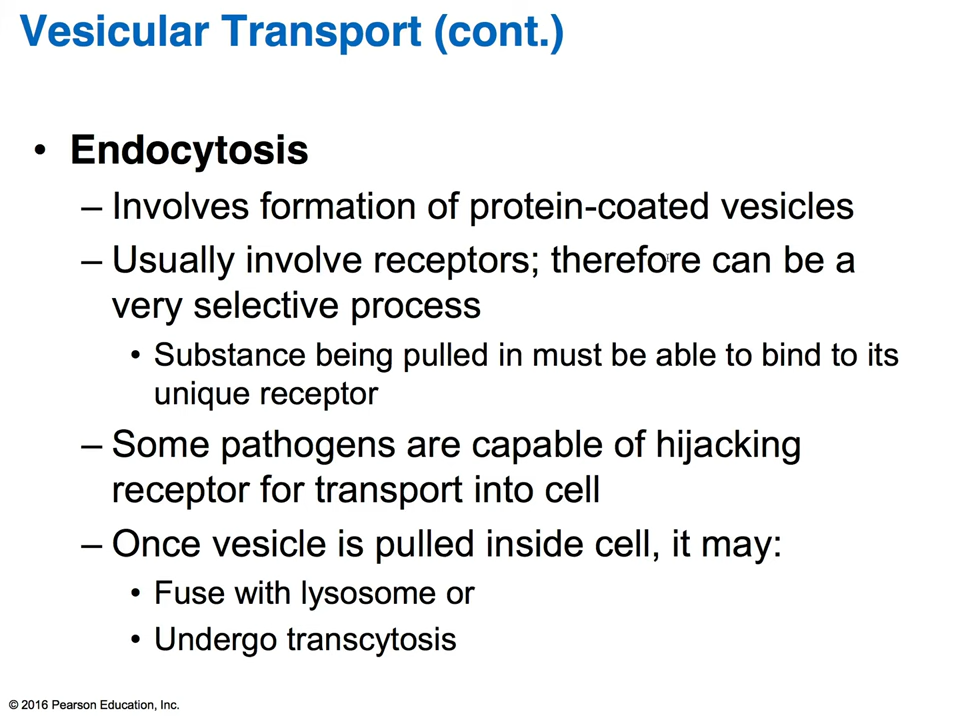 Vesicular Transport (cont.)
• Endocytosis
– Involves formation of protein-coated vesicles
– Usually involve receptors; therefore can be a
very selective process
• Substance being pulled in must be able to bind to its
unique receptor
– Some pathogens are capable of hijacking
receptor for transport into cell
– Once vesicle is pulled inside cell, it may:
• Fuse with lysosome or
• Undergo transcytosis
© 2016 Pearson Education, Inc.